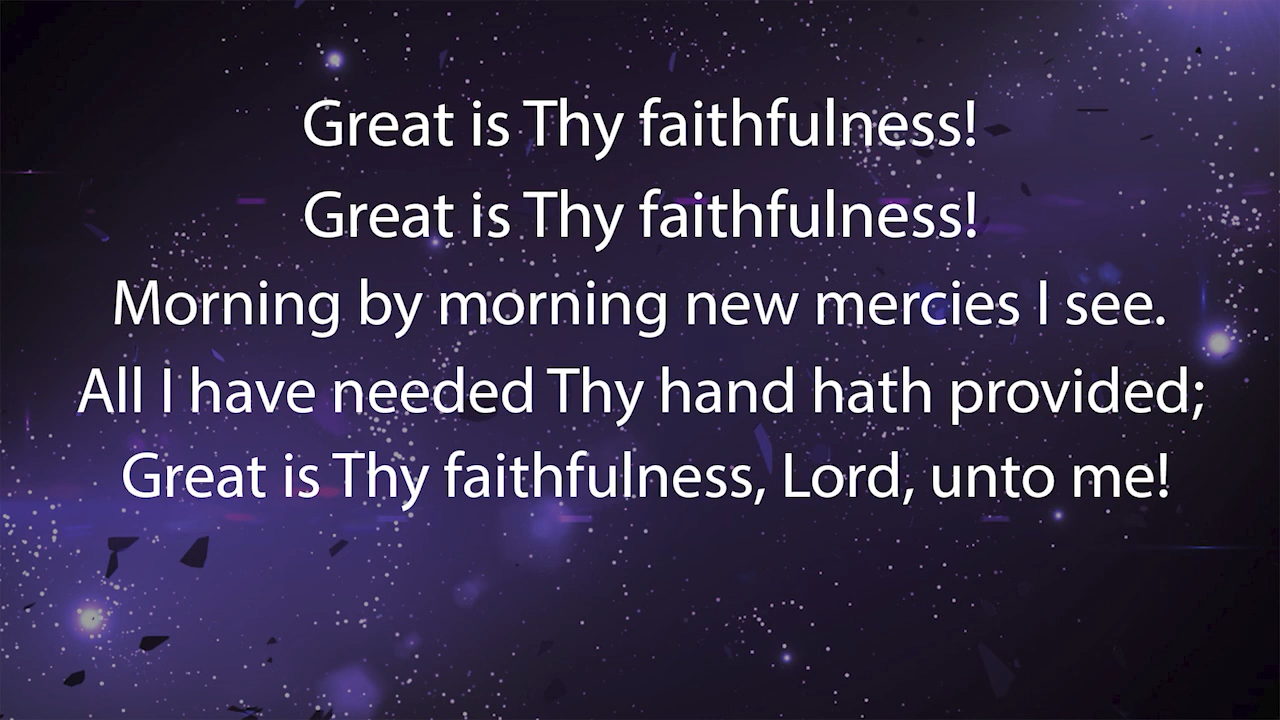 Great is Thy faithfulness!
Great is Thy faithfulness!
Morning by morning new mercies I see.
All I have needed Thy hand hath provided;
Great is Thy faithfulness, Lord, unto me!